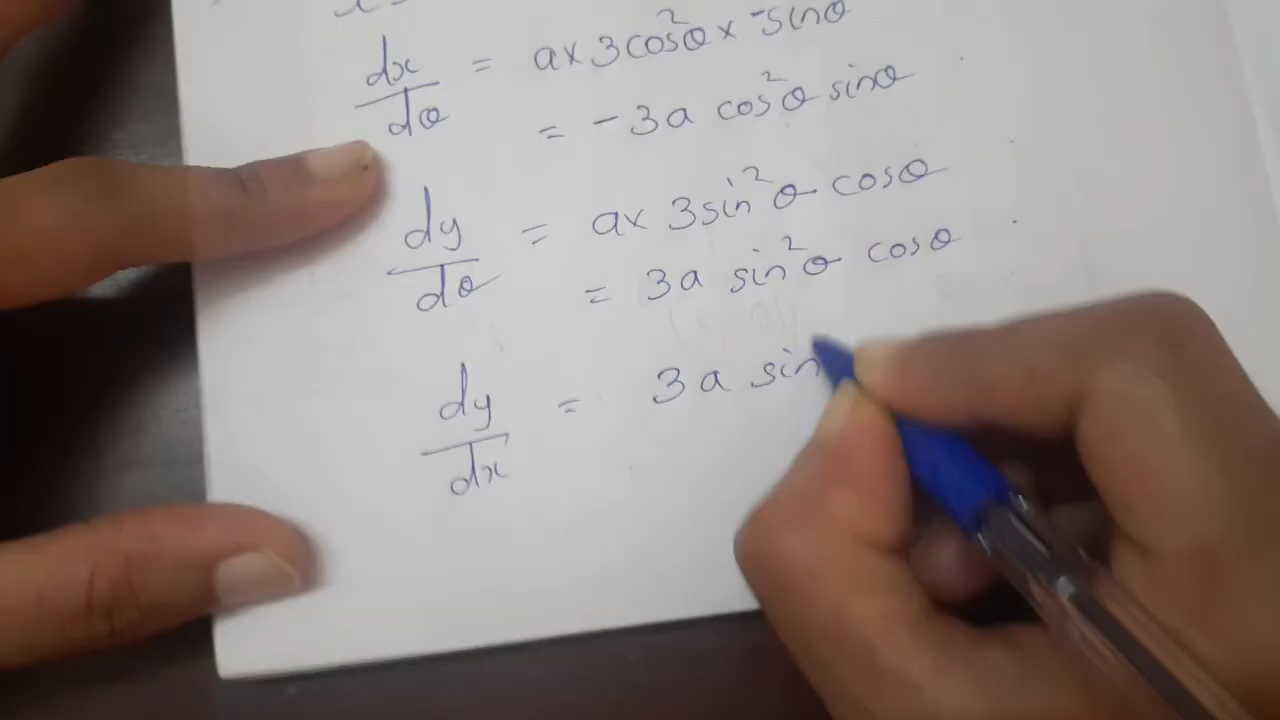 dx/dθ = a x 3cos²θ x -sinθ
= -3a cos²θ sinθ
dy/dθ = a x 3sin²θ cosθ
= 3a sin²θ cosθ
dy/dx = 3a sin